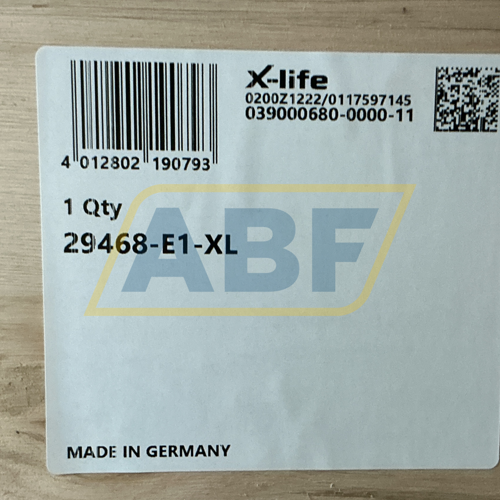 X-life
0200Z1222/0117597145
039000680-0000-11
4 012802 190793
1 Qty
29468-E1-XL
ABF
MADE IN GERMANY